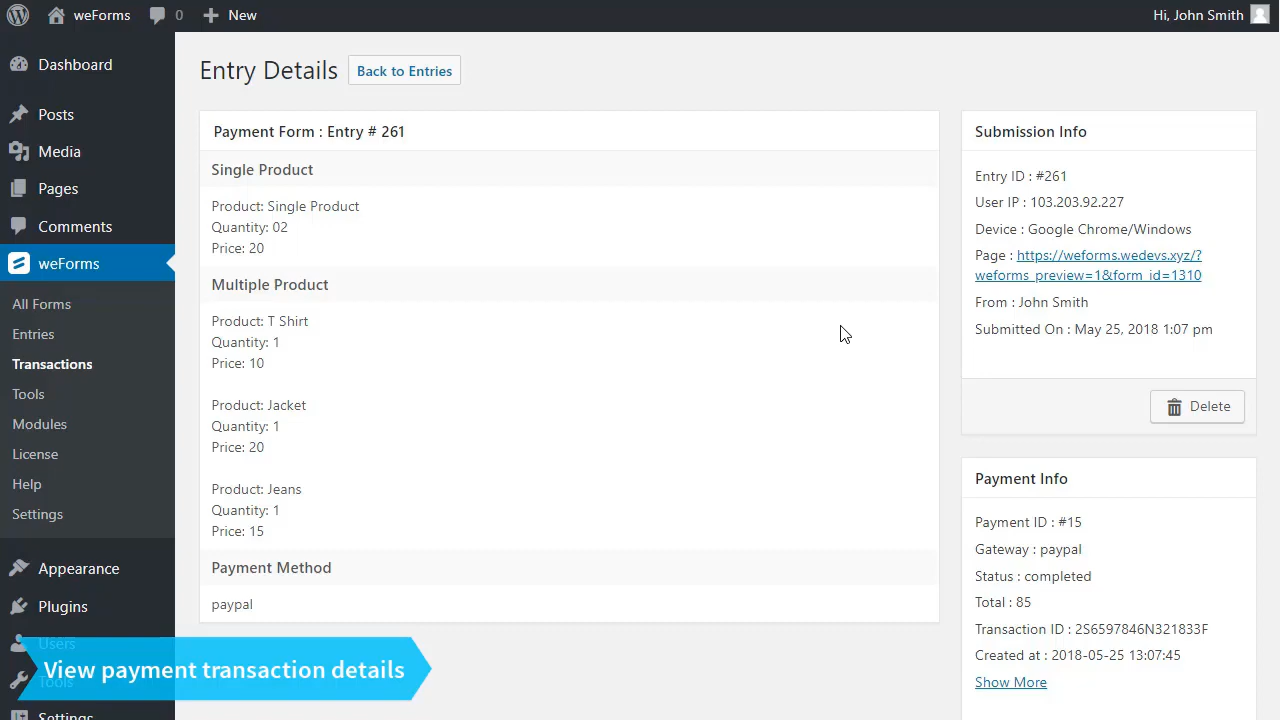 weForms
0
New
Hi, John Smith
Dashboard
Posts
Media
Pages
Comments
weForms
All Forms
Entries
Transactions
Tools
Modules
License
Help
Settings
Appearance
Plugins
Users
Tools
Settings
View payment transaction details
Entry Details
Back to Entries
Payment Form : Entry # 261
Single Product
Product: Single Product
Quantity: 02
Price: 20
Multiple Product
Product: T Shirt
Quantity: 1
Price: 10
Product: Jacket
Quantity: 1
Price: 20
Product: Jeans
Quantity: 1
Price: 15
Payment Method
paypal
Submission Info
Entry ID : #261
User IP : 103.203.92.227
Device : Google Chrome/Windows
Page : https://weforms.wedevs.xyz/?
weforms_preview=1&form_id=1310
From : John Smith
Submitted On : May 25, 2018 1:07 pm
Delete
Payment Info
Payment ID : #15
Gateway : paypal
Status : completed
Total : 85
Transaction ID : 2S6597846N321833F
Created at : 2018-05-25 13:07:45
Show More